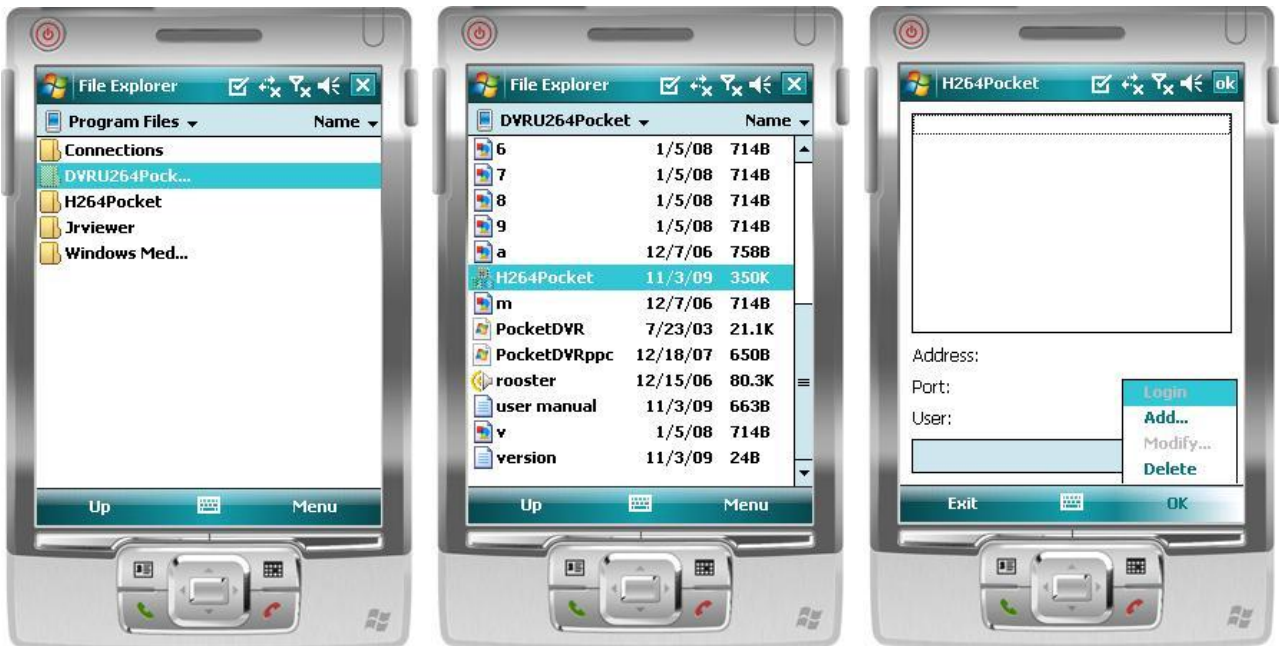 File Explorer
Program Files Name
Connections
DVRU264Pock...
H264Pocket
Jrviewer
Windows Med...
Up Menu
File Explorer
DVRU264Pocket Name
6 1/5/08 714B
7 1/5/08 714B
8 1/5/08 714B
9 1/5/08 714B
a 12/7/06 758B
H264Pocket 11/3/09 350K
m 12/7/06 714B
PocketDVR 7/23/03 21.1K
PocketDVRppc 12/18/07 650B
rooster 12/15/06 80.3K
user manual 11/3/09 663B
v 1/5/08 714B
version 11/3/09 24B
Up Menu
H264Pocket ok
Address:
Port:
User:
Login
Add...
Modify...
Delete
Exit OK